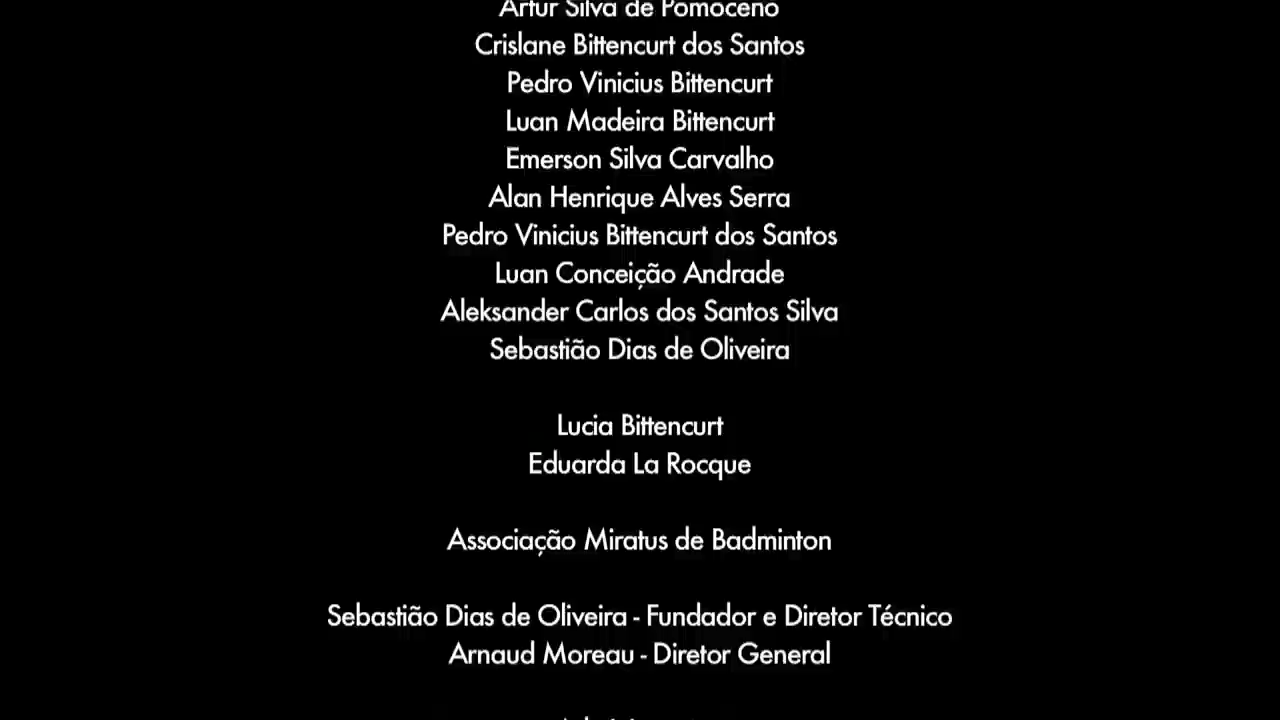 Artur Silva de Pomoceno
Crislane Bittencurt dos Santos
Pedro Vinicius Bittencurt
Luan Madeira Bittencurt
Emerson Silva Carvalho
Alan Henrique Alves Serra
Pedro Vinicius Bittencurt dos Santos
Luan Conceição Andrade
Aleksander Carlos dos Santos Silva
Sebastião Dias de Oliveira
Lucia Bittencurt
Eduarda La Rocque
Associação Miratus de Badminton
Sebastião Dias de Oliveira - Fundador e Diretor Técnico
Arnaud Moreau - Diretor General